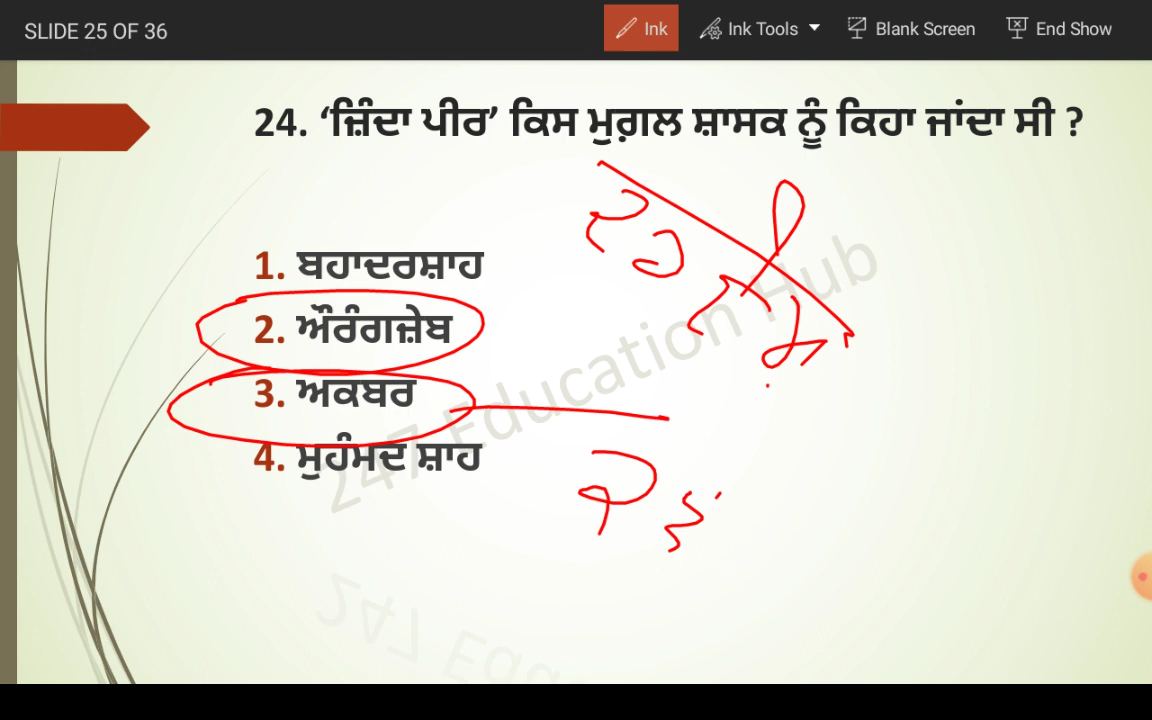 SLIDE 25 OF 36
Ink
Ink Tools
Blank Screen
End Show
24. ‘ਜ਼ਿੰਦਾ ਪੀਰ’ ਕਿਸ ਮੁਗ਼ਲ ਸ਼ਾਸਕ ਨੂੰ ਕਿਹਾ ਜਾਂਦਾ ਸੀ ?
1. ਬਹਾਦਰਸ਼ਾਹ
2. ਔਰੰਗਜ਼ੇਬ
3. ਅਕਬਰ
4. ਮੁਹੰਮਦ ਸ਼ਾਹ
247 Education Hub